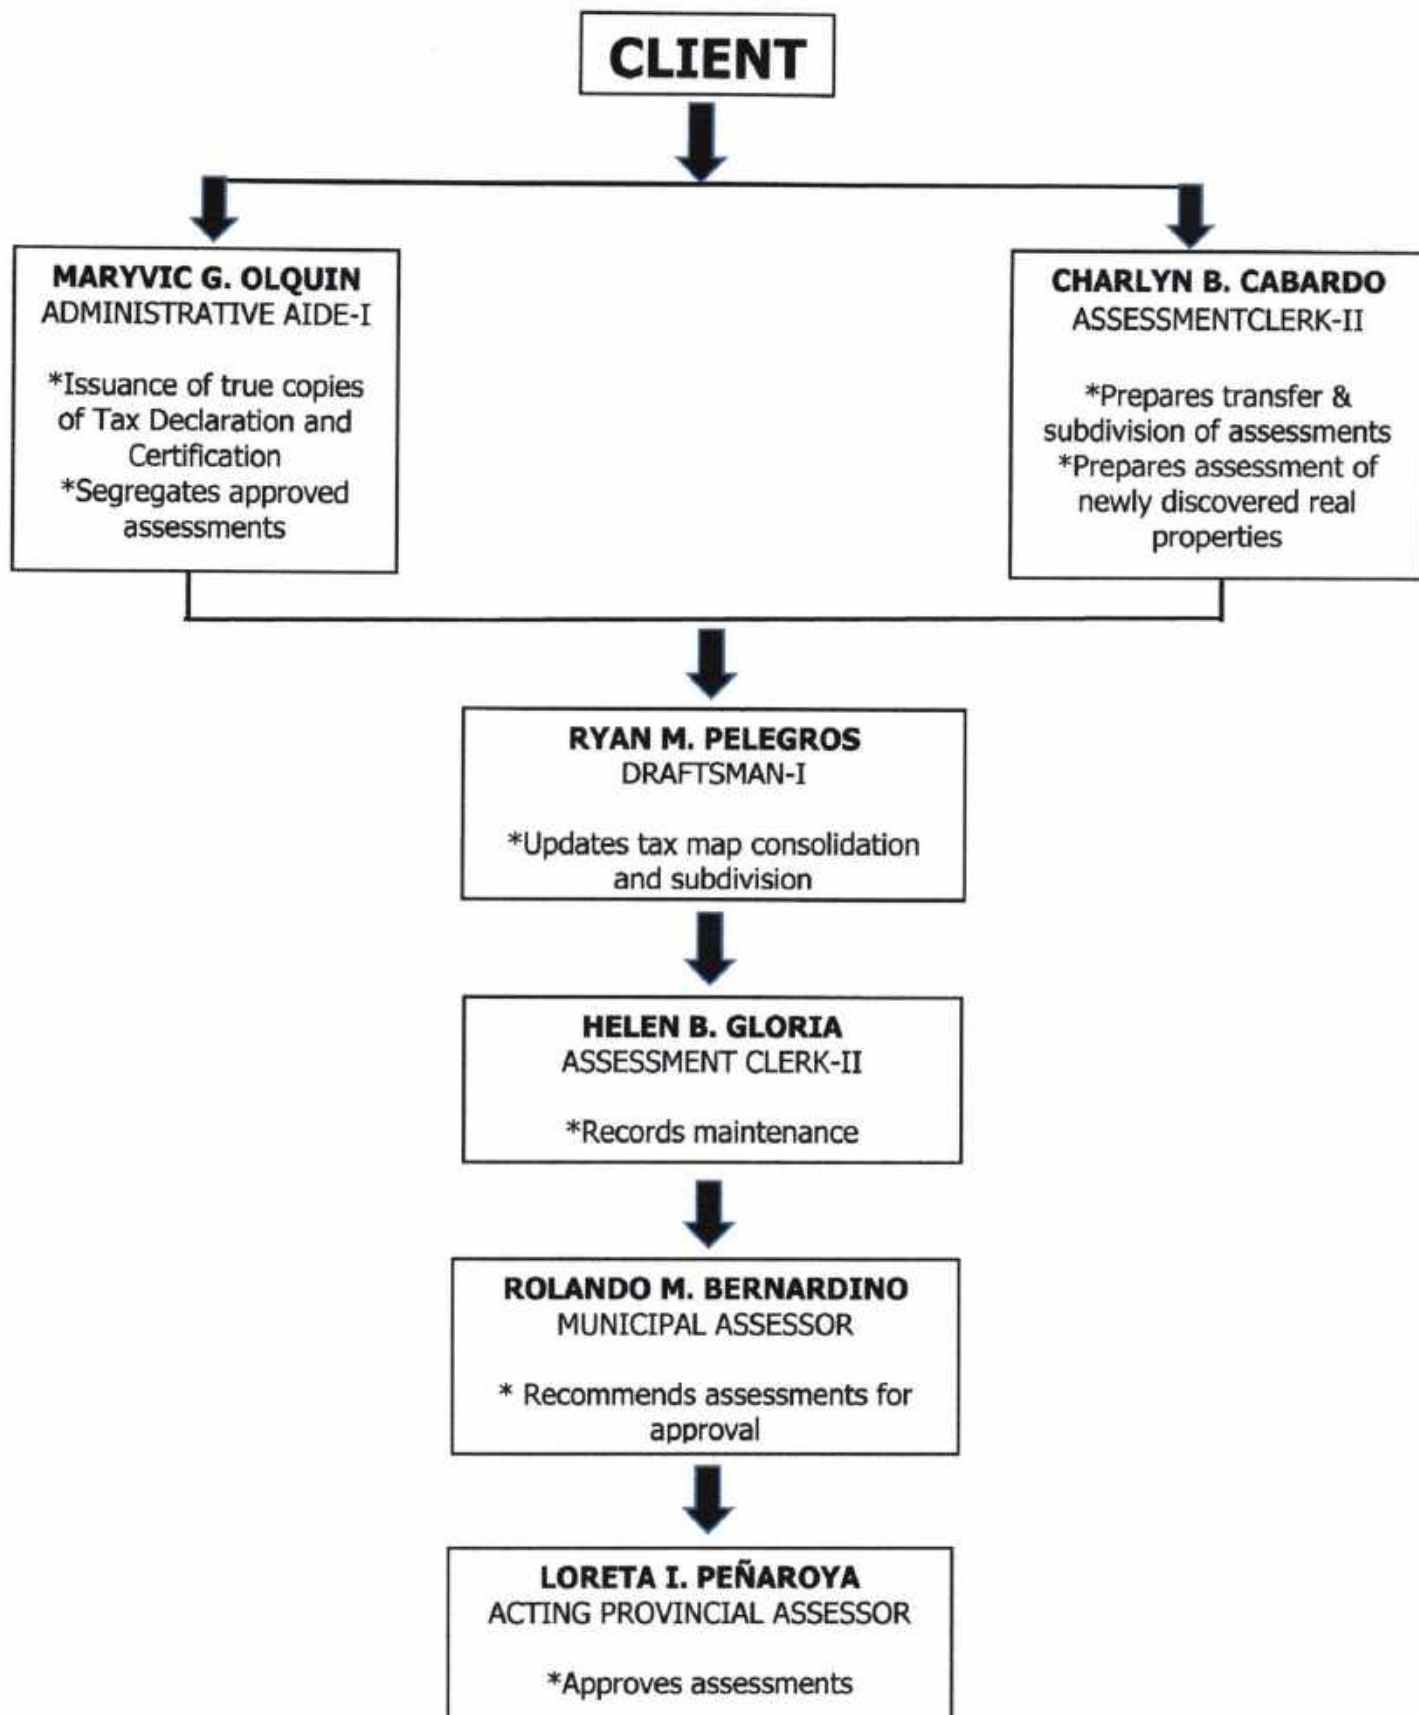 CLIENT
MARYVIC G. OLQUIN
ADMINISTRATIVE AIDE-I
*Issuance of true copies
of Tax Declaration and
Certification
*Segregates approved
assessments
CHARLYN B. CABARDO
ASSESSMENTCLERK-II
*Prepares transfer &
subdivision of assessments
*Prepares assessment of
newly discovered real
properties
RYAN M. PELEGROS
DRAFTSMAN-I
*Updates tax map consolidation
and subdivision
HELEN B. GLORIA
ASSESSMENT CLERK-II
*Records maintenance
ROLANDO M. BERNARDINO
MUNICIPAL ASSESSOR
* Recommends assessments for
approval
LORETA I. PEÑAROYA
ACTING PROVINCIAL ASSESSOR
*Approves assessments